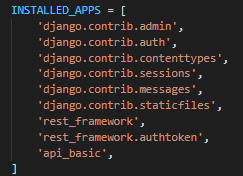 INSTALLED_APPS = [
    'django.contrib.admin',
    'django.contrib.auth',
    'django.contrib.contenttypes',
    'django.contrib.sessions',
    'django.contrib.messages',
    'django.contrib.staticfiles',
    'rest_framework',
    'rest_framework.authtoken',
    'api_basic',
]